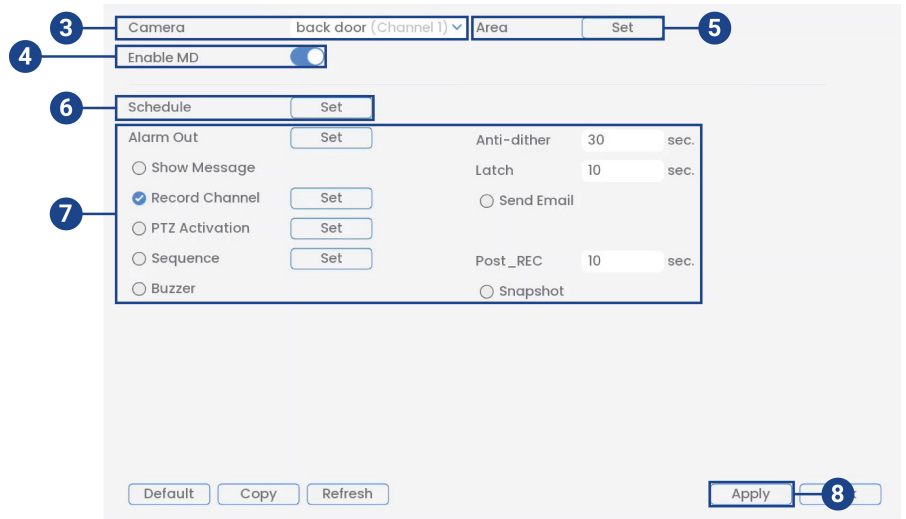 3 Camera back door (Channel 1) Area Set 5
4 Enable MD
6 Schedule Set
Alarm Out Set Anti-dither 30 sec.
Show Message Latch 10 sec.
Record Channel Set Send Email
7 PTZ Activation Set
Sequence Set Post_REC 10 sec.
Buzzer Snapshot
Default Copy Refresh Apply 8